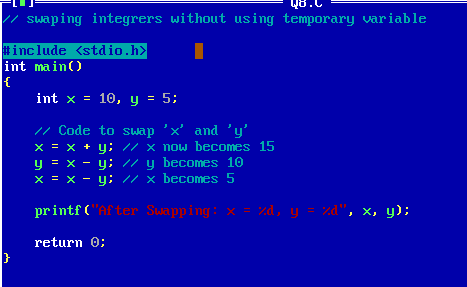 [■] Q8.C
// swaping integrers without using temporary variable
#include <stdio.h>
int main()
{
int x = 10, y = 5;
// Code to swap 'x' and 'y'
x = x + y; // x now becomes 15
y = x - y; // y becomes 10
x = x - y; // x becomes 5
printf("After Swapping: x = %d, y = %d", x, y);
return 0;
}